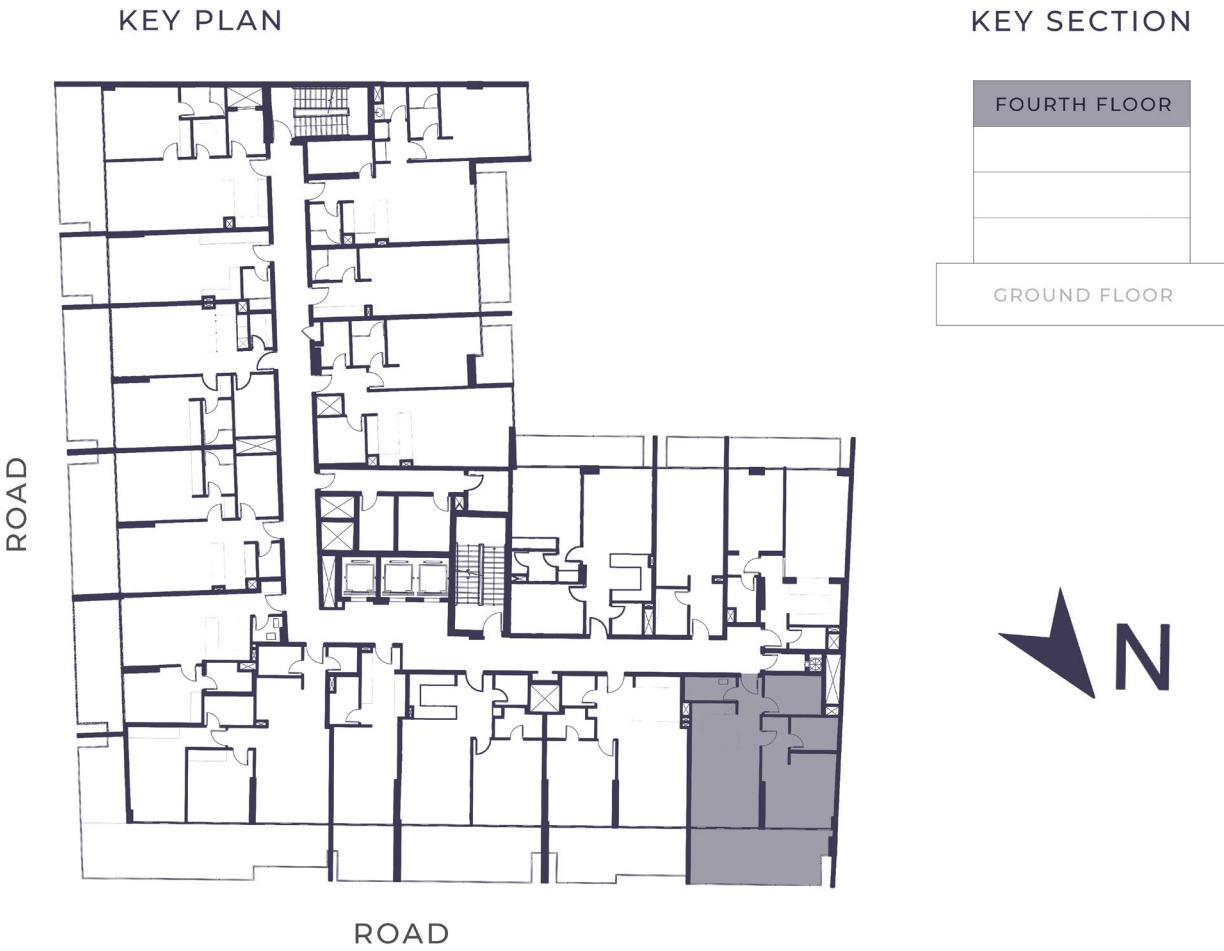 KEY PLAN
KEY SECTION
FOURTH FLOOR
GROUND FLOOR
ROAD
N
ROAD